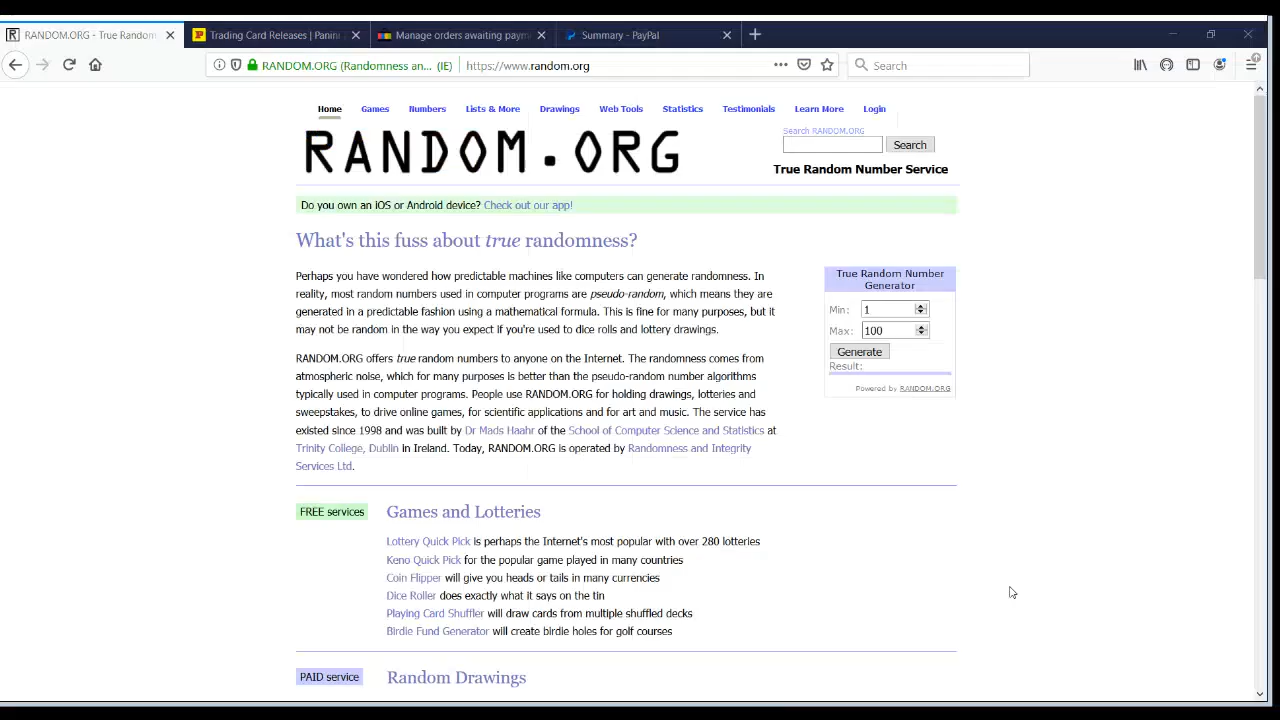 RANDOM.ORG - True Random
Trading Card Releases | Panini
Manage orders awaiting paym
Summary - PayPal
RANDOM.ORG (Randomness an... (IE)
https://www.random.org
Search
Home Games Numbers Lists & More Drawings Web Tools Statistics Testimonials Learn More Login
RANDOM.ORG
Search RANDOM.ORG
Search
True Random Number Service
Do you own an iOS or Android device? Check out our app!
What's this fuss about true randomness?
Perhaps you have wondered how predictable machines like computers can generate randomness. In
reality, most random numbers used in computer programs are pseudo-random, which means they are
generated in a predictable fashion using a mathematical formula. This is fine for many purposes, but it
may not be random in the way you expect if you're used to dice rolls and lottery drawings.
RANDOM.ORG offers true random numbers to anyone on the Internet. The randomness comes from
atmospheric noise, which for many purposes is better than the pseudo-random number algorithms
typically used in computer programs. People use RANDOM.ORG for holding drawings, lotteries and
sweepstakes, to drive online games, for scientific applications and for art and music. The service has
existed since 1998 and was built by Dr Mads Haahr of the School of Computer Science and Statistics at
Trinity College, Dublin in Ireland. Today, RANDOM.ORG is operated by Randomness and Integrity
Services Ltd.
True Random Number
Generator
Min: 1
Max: 100
Generate
Result:
Powered by RANDOM.ORG
FREE services
Games and Lotteries
Lottery Quick Pick is perhaps the Internet's most popular with over 280 lotteries
Keno Quick Pick for the popular game played in many countries
Coin Flipper will give you heads or tails in many currencies
Dice Roller does exactly what it says on the tin
Playing Card Shuffler will draw cards from multiple shuffled decks
Birdie Fund Generator will create birdie holes for golf courses
PAID service
Random Drawings